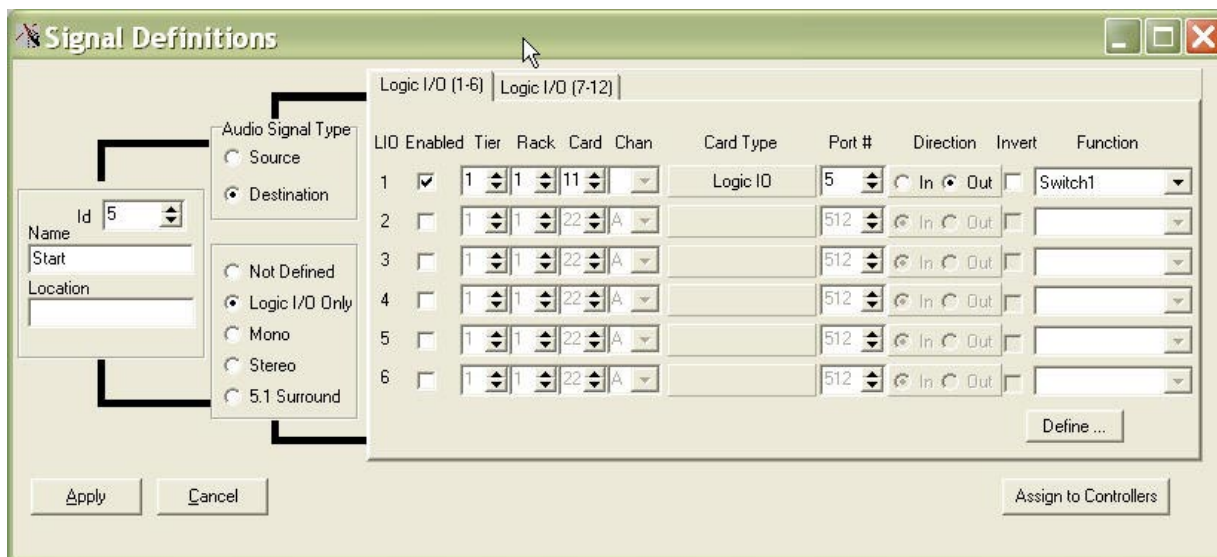 Signal Definitions
Logic I/O (1-6) Logic I/O (7-12)
Audio Signal Type
Source
Destination
Id 5
Name
Start
Location
Not Defined
Logic I/O Only
Mono
Stereo
5.1 Surround
LIO Enabled Tier Rack Card Chan Card Type Port # Direction Invert Function
1 1 1 11 Logic IO 5 In Out Switch1
2 1 1 22 A 512 In Out
3 1 1 22 A 512 In Out
4 1 1 22 A 512 In Out
5 1 1 22 A 512 In Out
6 1 1 22 A 512 In Out
Define ...
Apply Cancel Assign to Controllers